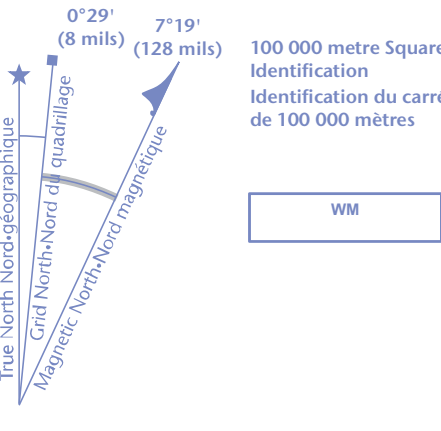 0°29'
(8 mils)
7°19'
(128 mils)
True North Nord•géographique
Grid North•Nord du quadrillage
Magnetic North•Nord magnétique
100 000 metre Square
Identification
Identification du carré
de 100 000 mètres
WM